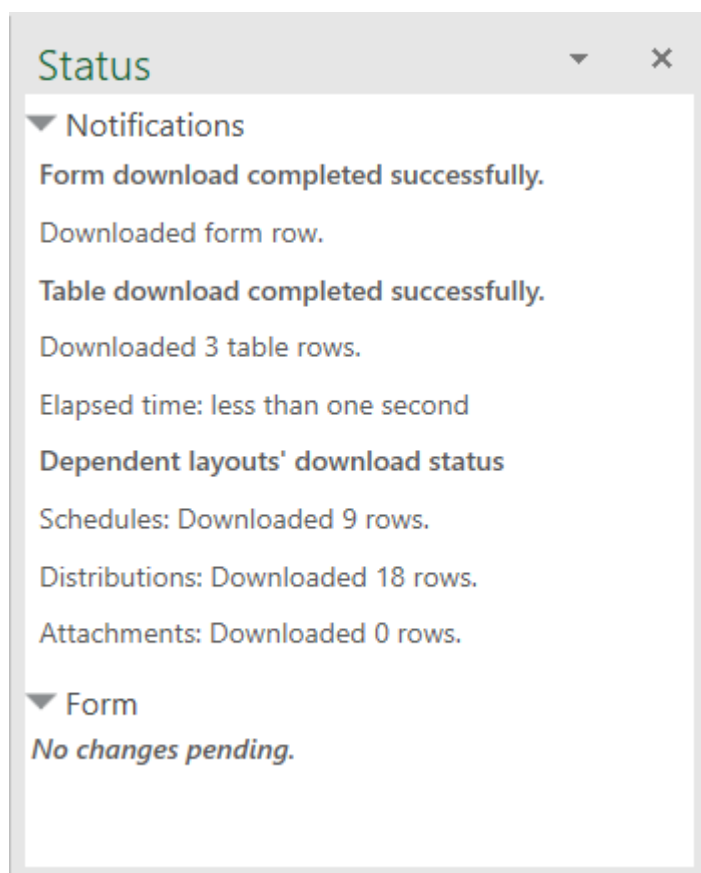 Status
Notifications
Form download completed successfully.
Downloaded form row.
Table download completed successfully.
Downloaded 3 table rows.
Elapsed time: less than one second
Dependent layouts' download status
Schedules: Downloaded 9 rows.
Distributions: Downloaded 18 rows.
Attachments: Downloaded 0 rows.
Form
No changes pending.